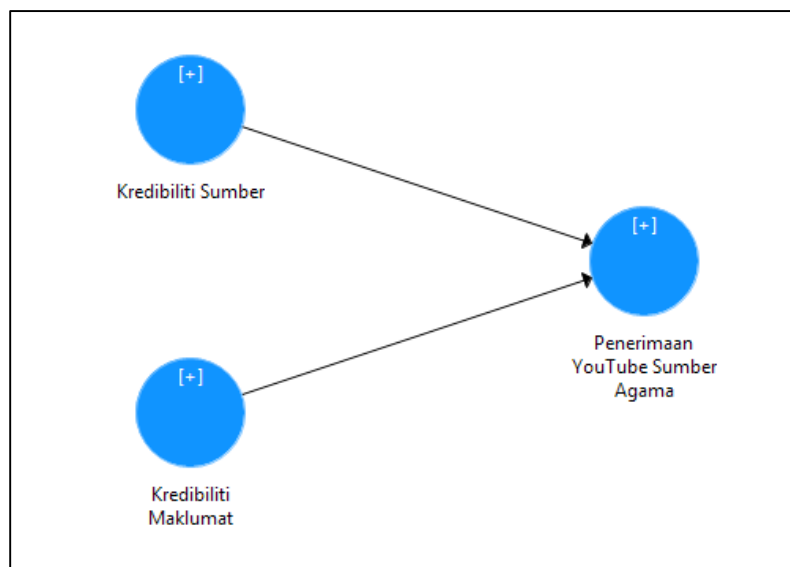 [+]
Kredibiliti Sumber
[+]
Penerimaan
YouTube Sumber
Agama
[+]
Kredibiliti
Maklumat